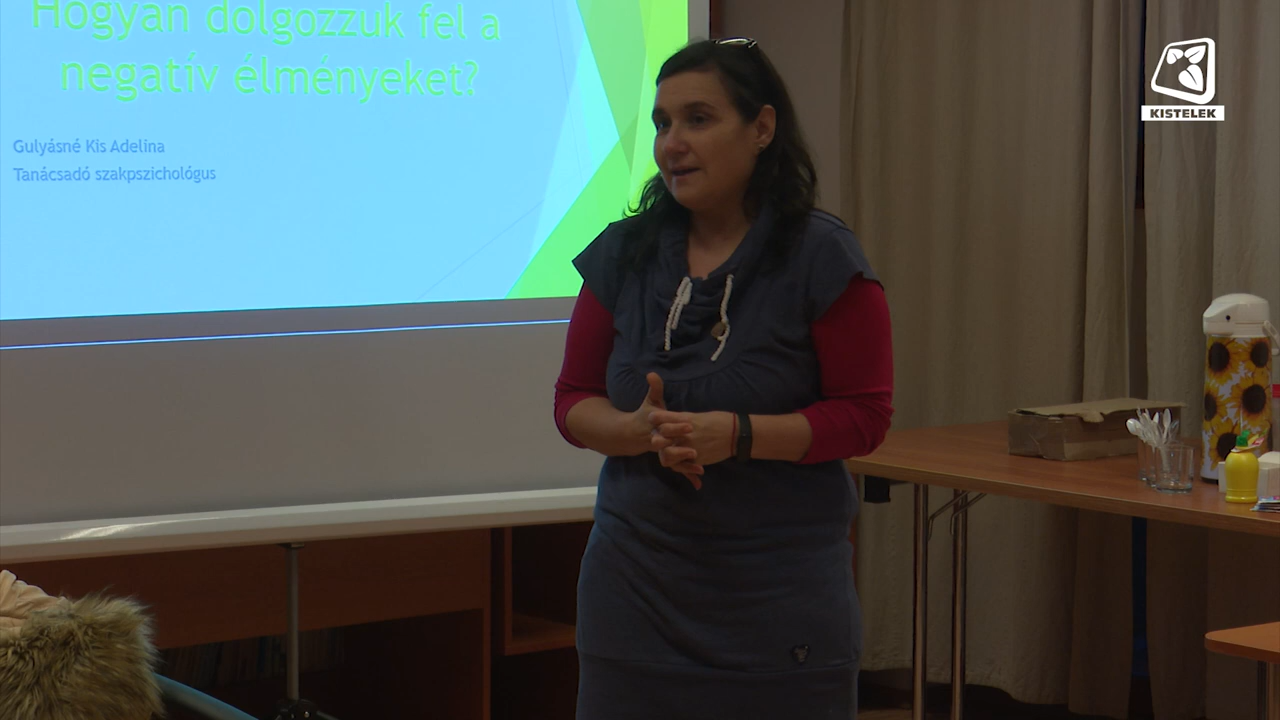 Hogyan dolgozzuk fel a
negatív élményeket?
Gulyásné Kis Adelina
Tanácsadó szakpszichológus
KISTELEK